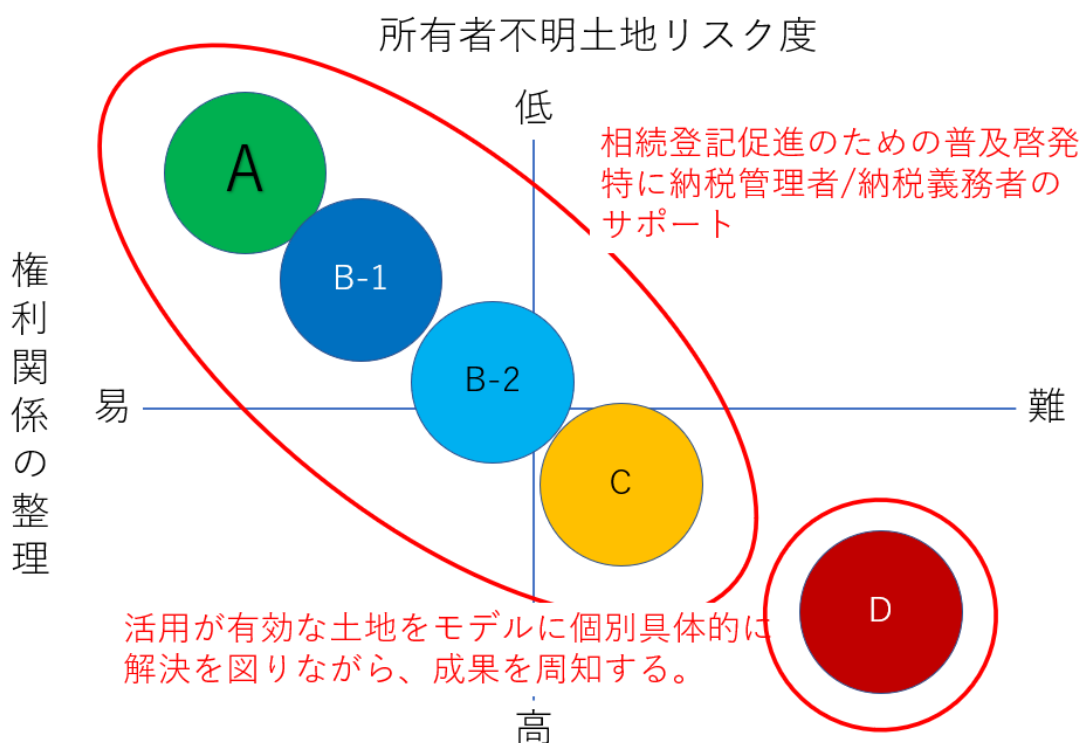 所有者不明土地リスク度
低
相続登記促進のための普及啓発
特に納税管理者/納税義務者の
サポート
A
B-1
B-2
権利関係の整理
易
難
C
D
活用が有効な土地をモデルに個別具体的に
解決を図りながら、成果を周知する。
高